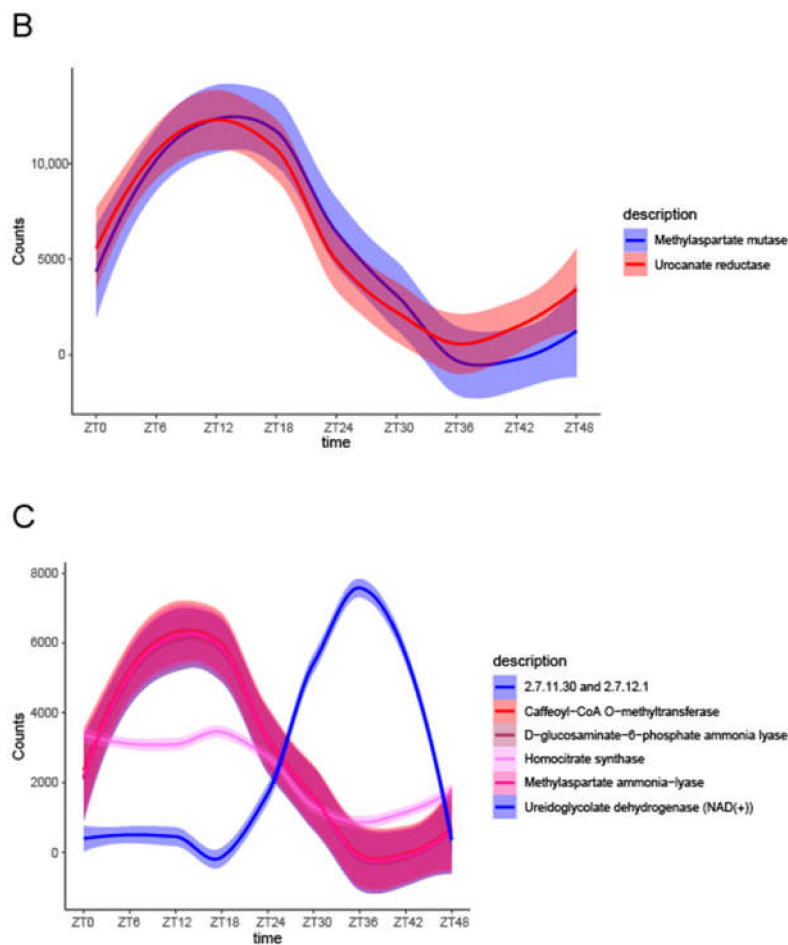 B
Counts
10,000
5000
0
ZT0 ZT6 ZT12 ZT18 ZT24 ZT30 ZT36 ZT42 ZT48
time
description
Methylaspartate mutase
Urocanate reductase
C
Counts
8000
6000
4000
2000
0
ZT0 ZT6 ZT12 ZT18 ZT24 ZT30 ZT36 ZT42 ZT48
time
description
2.7.11.30 and 2.7.12.1
Caffeoyl-CoA O-methyltransferase
D-glucosaminate-6-phosphate ammonia lyase
Homocitrate synthase
Methylaspartate ammonia-lyase
Ureidoglycolate dehydrogenase (NAD(+))